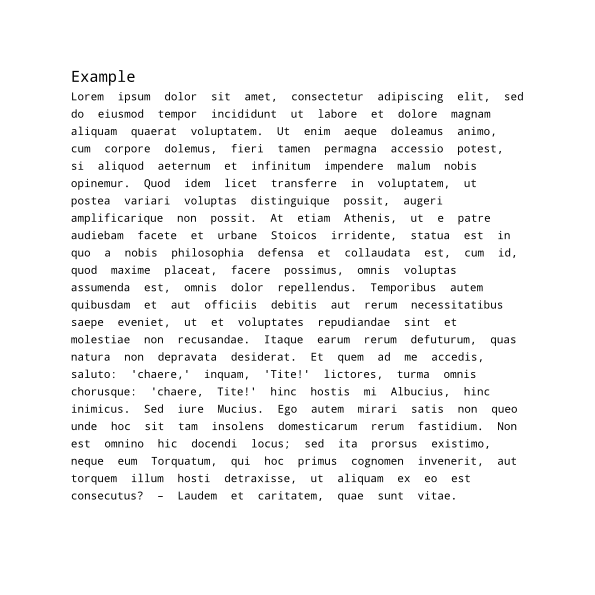 Example
Lorem ipsum dolor sit amet, consectetur adipiscing elit, sed
do eiusmod tempor incididunt ut labore et dolore magnam
aliquam quaerat voluptatem. Ut enim aeque doleamus animo,
cum corpore dolemus, fieri tamen permagna accessio potest,
si aliquod aeternum et infinitum impendere malum nobis
opinemur. Quod idem licet transferre in voluptatem, ut
postea variari voluptas distinguique possit, augeri
amplificarique non possit. At etiam Athenis, ut e patre
audiebam facete et urbane Stoicos irridente, statua est in
quo a nobis philosophia defensa et collaudata est, cum id,
quod maxime placeat, facere possimus, omnis voluptas
assumenda est, omnis dolor repellendus. Temporibus autem
quibusdam et aut officiis debitis aut rerum necessitatibus
saepe eveniet, ut et voluptates repudiandae sint et
molestiae non recusandae. Itaque earum rerum defuturum, quas
natura non depravata desiderat. Et quem ad me accedis,
saluto: 'chaere,' inquam, 'Tite!' lictores, turma omnis
chorusque: 'chaere, Tite!' hinc hostis mi Albucius, hinc
inimicus. Sed iure Mucius. Ego autem mirari satis non queo
unde hoc sit tam insolens domesticarum rerum fastidium. Non
est omnino hic docendi locus; sed ita prorsus existimo,
neque eum Torquatum, qui hoc primus cognomen invenerit, aut
torquem illum hosti detraxisse, ut aliquam ex eo est
consecutus? – Laudem et caritatem, quae sunt vitae.